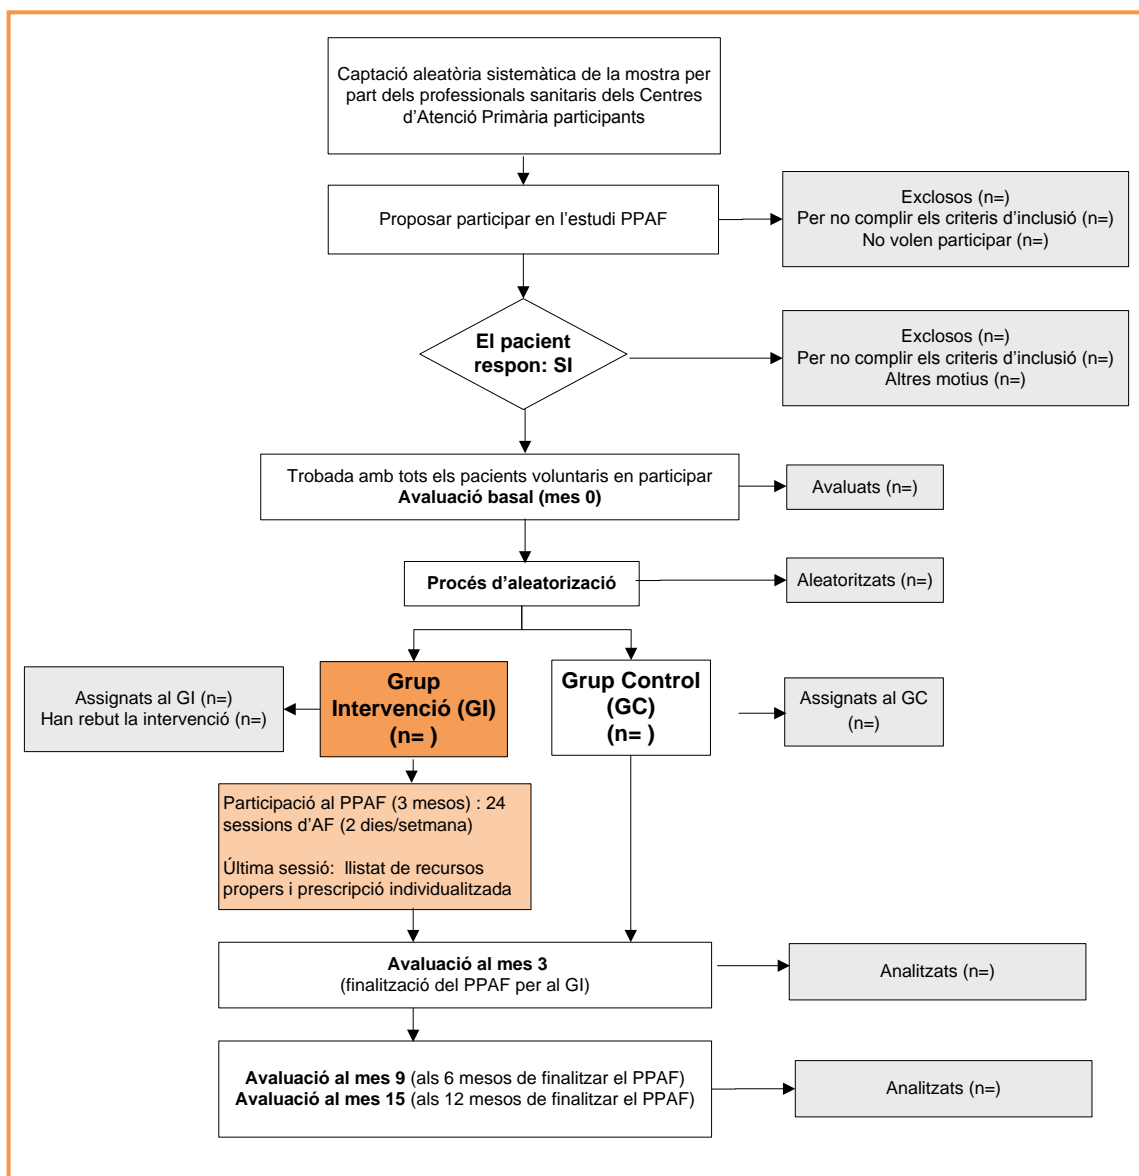 Captació aleatòria sistemàtica de la mostra per
part dels professionals sanitaris dels Centres
d’Atenció Primària participants
Proposar participar en l’estudi PPAF
Exclosos (n=)
Per no complir els criteris d’inclusió (n=)
No volen participar (n=)
El pacient
respon: SI
Exclosos (n=)
Per no complir els criteris d’inclusió (n=)
Altres motius (n=)
Trobada amb tots els pacients voluntaris en participar
Avaluació basal (mes 0)
Avaluats (n=)
Procés d’aleatorizació
Aleatoritzats (n=)
Assignats al GI (n=)
Han rebut la intervenció (n=)
Grup
Intervenció (GI)
(n= )
Grup Control
(GC)
(n= )
Assignats al GC
(n=)
Participació al PPAF (3 mesos) : 24
sessions d’AF (2 dies/setmana)
Última sessió:  llistat de recursos
propers i prescripció individualitzada
Avaluació al mes 3
(finalització del PPAF per al GI)
Analitzats (n=)
Avaluació al mes 9 (als 6 mesos de finalitzar el PPAF)
Avaluació al mes 15 (als 12 mesos de finalitzar el PPAF)
Analitzats (n=)